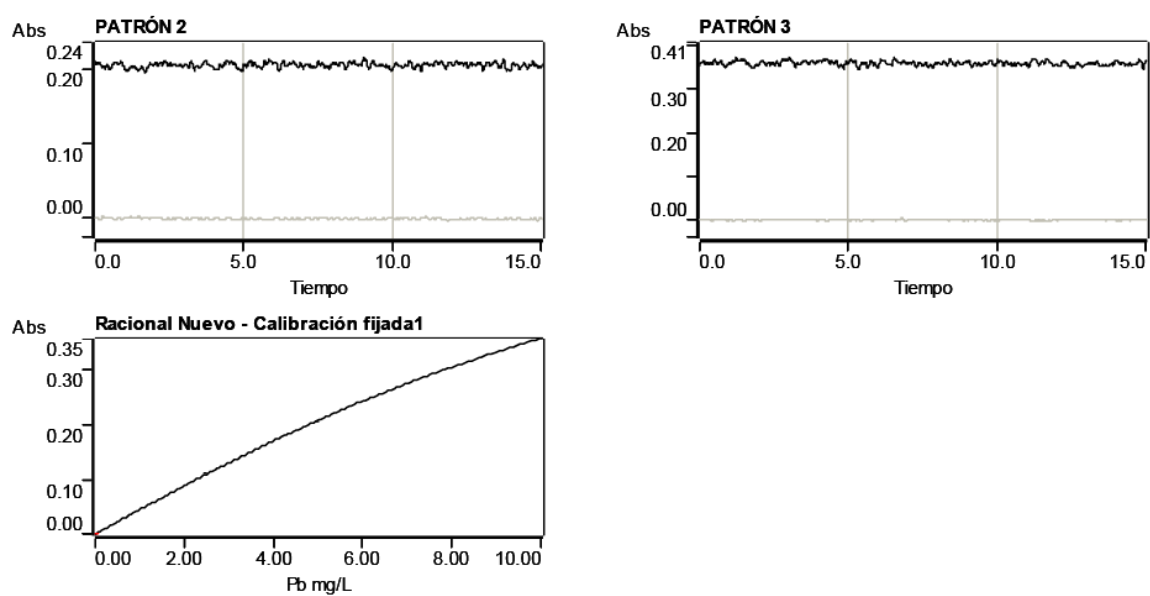 Abs PATRÓN 2
0.24
0.20
0.10
0.00
0.0 5.0 10.0 15.0
Tiempo
Abs PATRÓN 3
0.41
0.30
0.20
0.00
0.0 5.0 10.0 15.0
Tiempo
Abs Racional Nuevo - Calibración fijada1
0.35
0.30
0.20
0.10
0.00
0.00 2.00 4.00 6.00 8.00 10.00
Pb mg/L